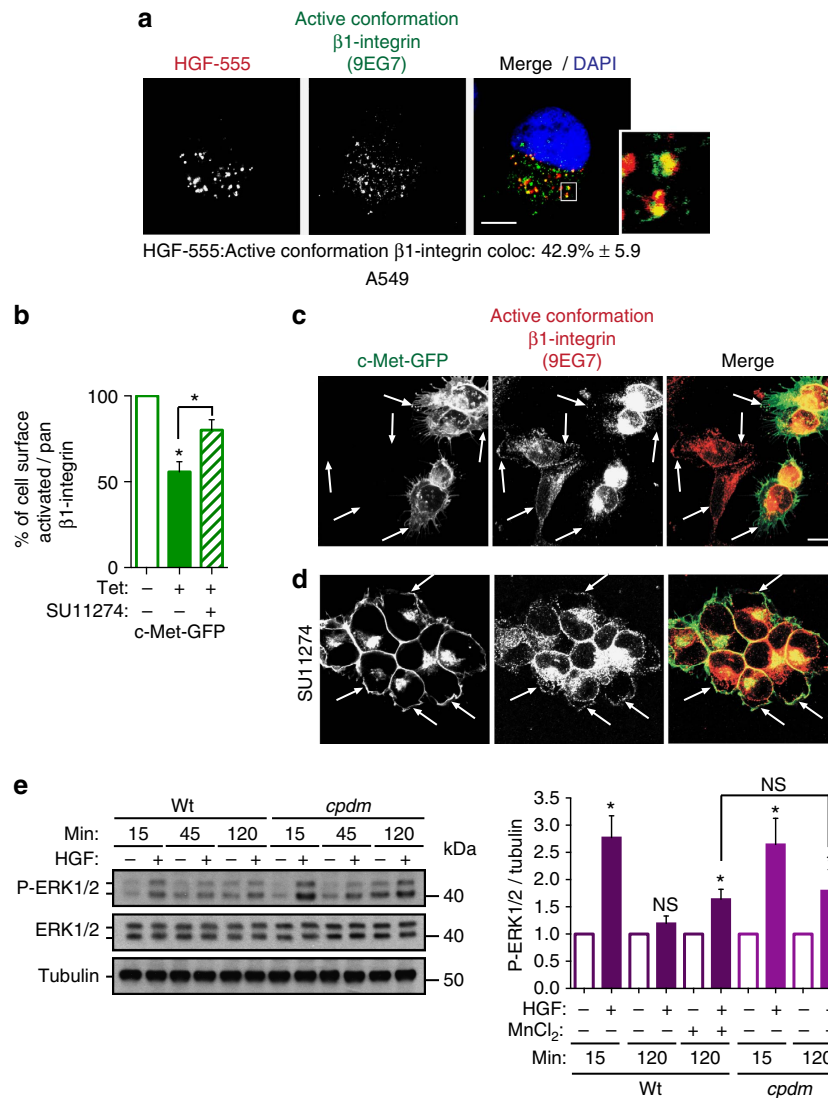 a
HGF-555
Active conformation
β1-integrin
(9EG7)
Merge / DAPI
HGF-555:Active conformation β1-integrin coloc: 42.9% ± 5.9
A549
b
% of cell surface
activated / pan
β1-integrin
100
50
0
*
*
Tet: – + +
SU11274: – – +
c-Met-GFP
c
c-Met-GFP
Active conformation
β1-integrin
(9EG7)
Merge
d
SU11274
e
Wt cpdm
Min: 15 45 120 15 45 120
HGF: – + – + – + – + – + – +
kDa
P-ERK1/2
40
ERK1/2
40
Tubulin
50
P-ERK1/2 / tubulin
3.5
3.0
2.5
2.0
1.5
1.0
0.5
0.0
NS
* NS * *
HGF: – + – + – + – + –
MnCl2: + +
Min: 15 120 120 15 120
Wt cpdm